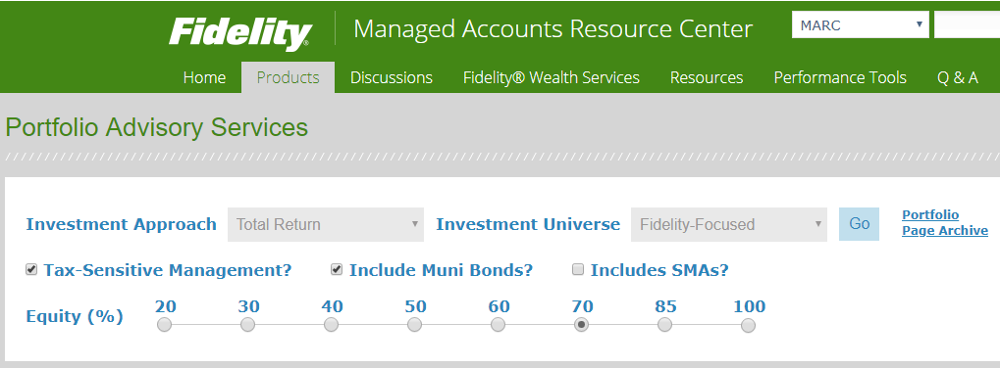 Fidelity® Managed Accounts Resource Center MARC
Home Products Discussions Fidelity® Wealth Services Resources Performance Tools Q & A
Portfolio Advisory Services
Investment Approach Total Return Investment Universe Fidelity-Focused Go Portfolio
Page Archive
Tax-Sensitive Management? Include Muni Bonds? Includes SMAs?
20 30 40 50 60 70 85 100
Equity (%)